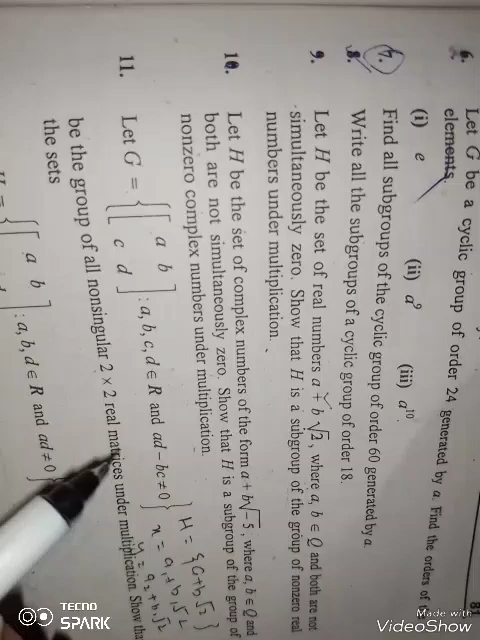 6. Let G be a cyclic group of order 24 generated by a. Find the orders of
elements.
(i) e (ii) a⁹ (iii) a¹⁰.
7. Find all subgroups of the cyclic group of order 60 generated by a.
8. Write all the subgroups of a cyclic group of order 18.
9. Let H be the set of real numbers a + b √2, where a, b ∈ Q and both are not
simultaneously zero. Show that H is a subgroup of the group of nonzero real
numbers under multiplication.
10. Let H be the set of complex numbers of the form a + b√-5, where a, b ∈ Q and
both are not simultaneously zero. Show that H is a subgroup of the group of
nonzero complex numbers under multiplication.
H = {a+b√2}
x = a₁+b₁√2
y = a₂+b₂√2
11. Let G = { [ a b
c d ] : a, b, c, d ∈ R and ad – bc ≠ 0 }
be the group of all nonsingular 2 × 2 real matrices under multiplication. Show
the sets
{ [ a b ] : a, b, d ∈ R and ad ≠ 0 }
TECNO
SPARK
Made with
VideoShow